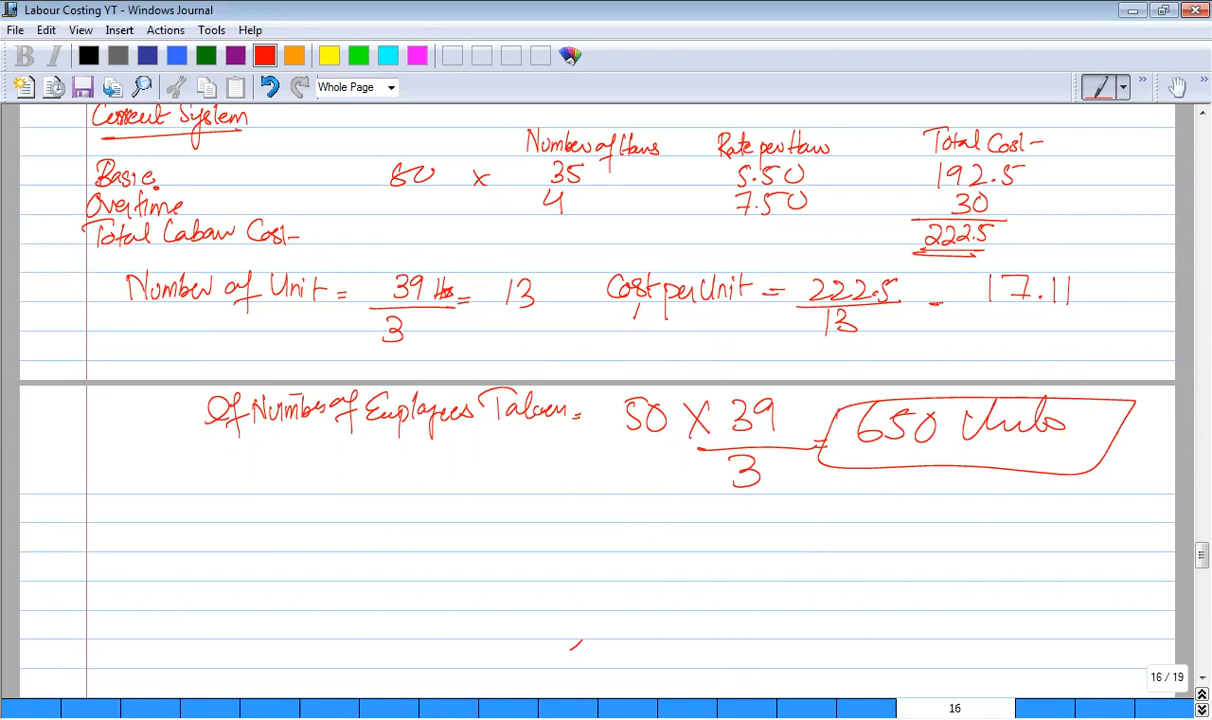 Labour Costing YT - Windows Journal
File Edit View Insert Actions Tools Help
B I
Whole Page
Current System
Number of Hours Rate per Hour Total Cost
Basic 50 x 35 5.50 192.5
Overtime 4 7.50 30
Total Labour Cost 222.5
Number of Unit = 39 Hrs = 13 Cost per Unit = 222.5 = 17.11
3 13
If Number of Employees Taken = 50 X 39 = 650 Units
3
16 / 19
16